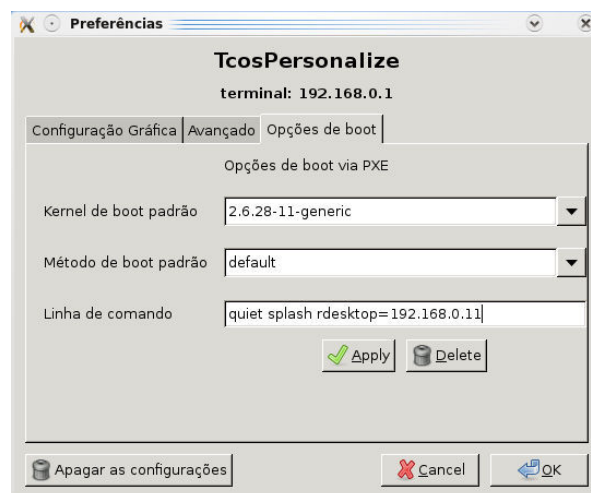 Preferências
TcosPersonalize
terminal: 192.168.0.1
Configuração Gráfica Avançado Opções de boot
Opções de boot via PXE
Kernel de boot padrão 2.6.28-11-generic
Método de boot padrão default
Linha de comando quiet splash rdesktop=192.168.0.11
Apply Delete
Apagar as configurações Cancel OK